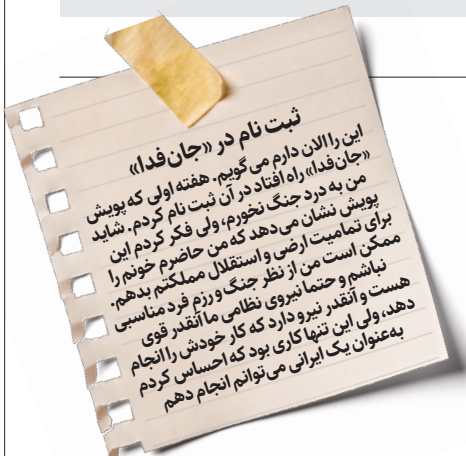 ثبت نام در «جان‌فدا»
این را الان دارم می‌گویم. هفته اولی که پویش
«جان‌فدا» راه افتاد در آن ثبت نام کردم. شاید
من به درد جنگ نخورم، ولی فکر کردم این
پویش نشان می‌دهد که من حاضرم خونم را
برای تمامیت ارضی و استقلال مملکتم بدهم.
ممکن است من از نظر جنگ و رزم فرد مناسبی
نباشم و حتما نیروی نظامی ما آنقدر قوی
هست و آنقدر نیرو دارد که کار خودش را انجام
دهد، ولی این تنها کاری بود که احساس کردم
به‌عنوان یک ایرانی می‌توانم انجام دهم